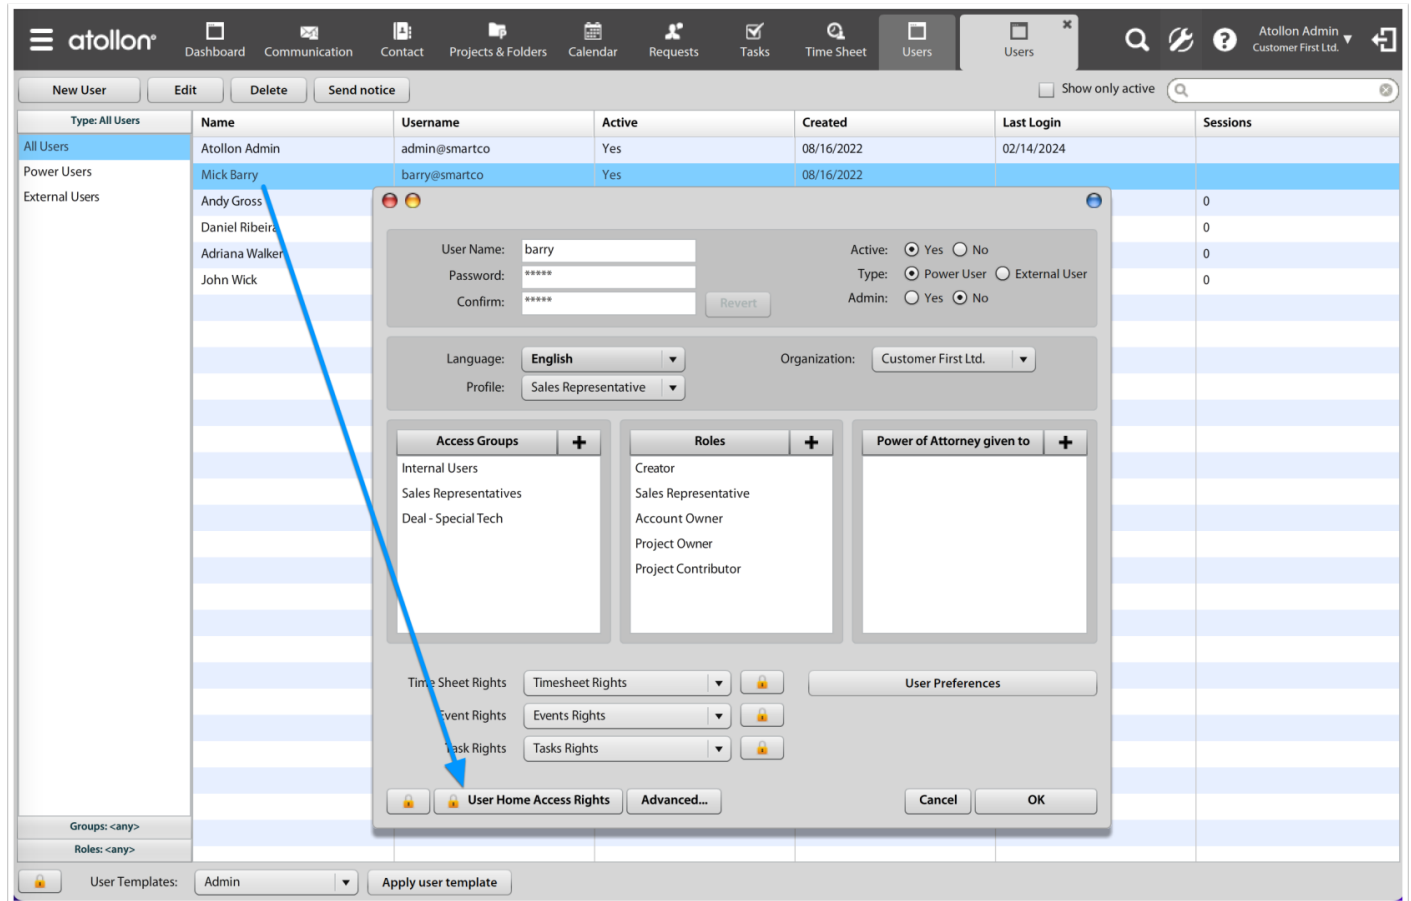 atollon
Dashboard Communication Contact Projects & Folders Calendar Requests Tasks Time Sheet Users Users
Atollon Admin
Customer First Ltd.
New User Edit Delete Send notice Show only active
Type: All Users
All Users
Power Users
External Users
Groups: <any>
Roles: <any>
Name Username Active Created Last Login Sessions
Atollon Admin admin@smartco Yes 08/16/2022 02/14/2024
Mick Barry barry@smartco Yes 08/16/2022
Andy Gross 0
Daniel Ribeira 0
Adriana Walker 0
John Wick 0
User Name: barry Active: Yes No
Password: ***** Type: Power User External User
Confirm: ***** Revert Admin: Yes No
Language: English Organization: Customer First Ltd.
Profile: Sales Representative
Access Groups
Internal Users
Sales Representatives
Deal - Special Tech
Roles
Creator
Sales Representative
Account Owner
Project Owner
Project Contributor
Power of Attorney given to
Time Sheet Rights Timesheet Rights User Preferences
Event Rights Events Rights
Task Rights Tasks Rights
User Home Access Rights Advanced... Cancel OK
User Templates: Admin Apply user template